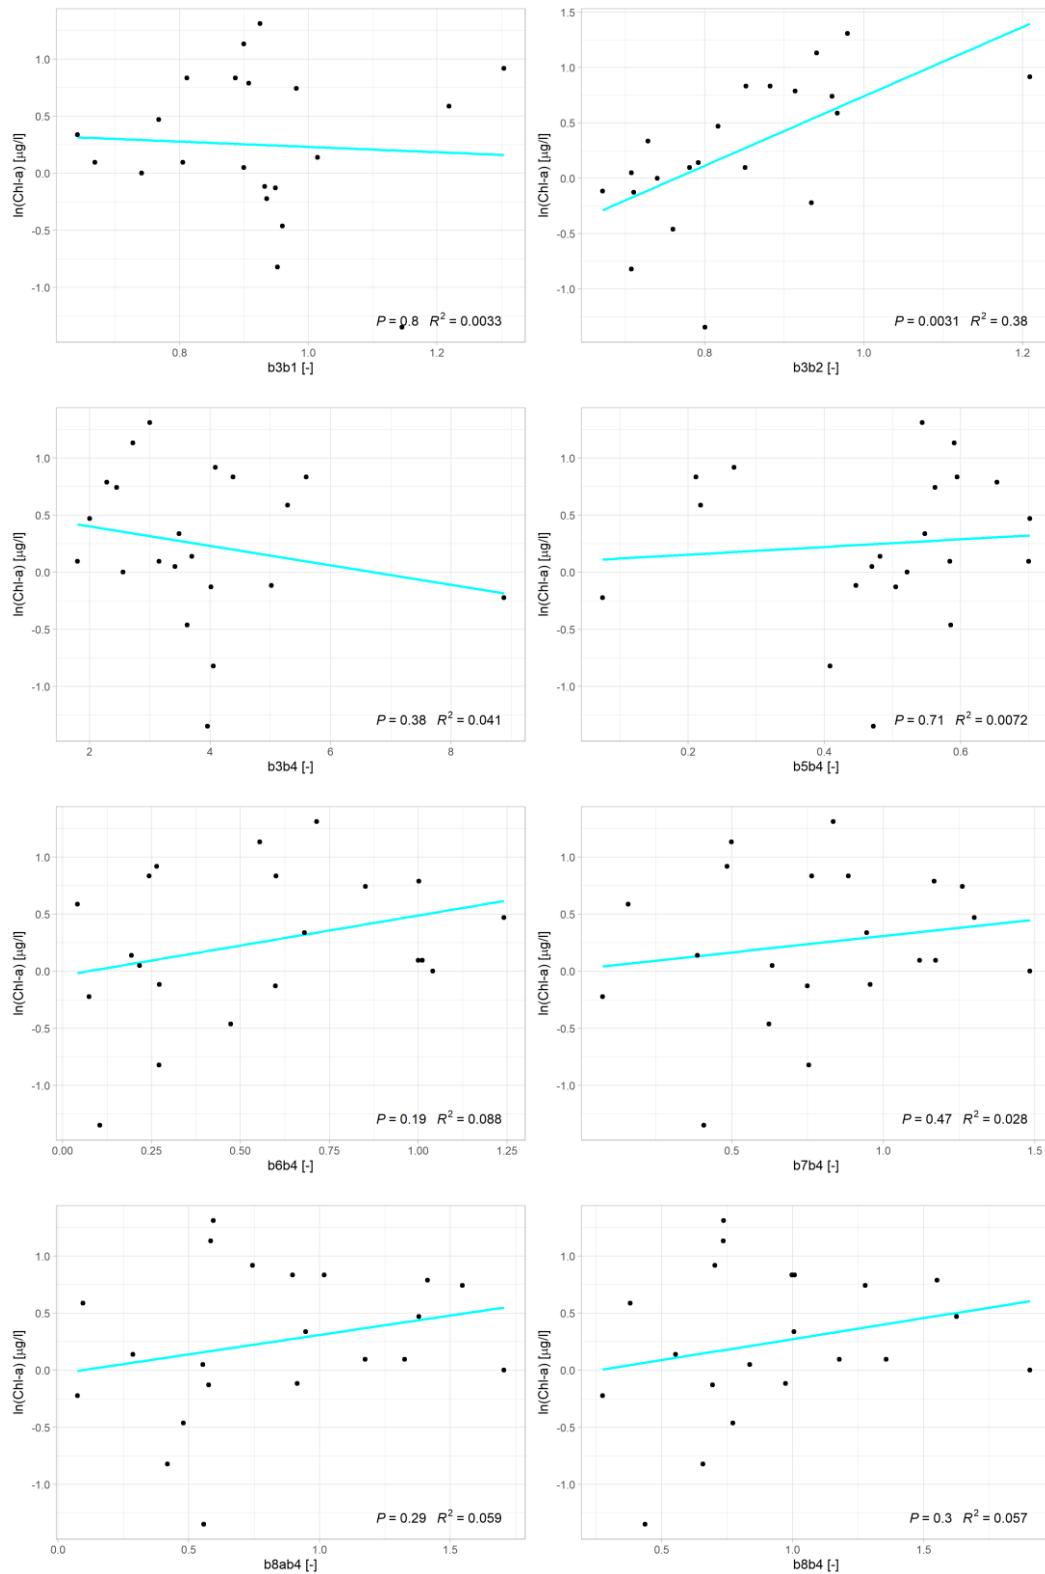 ln(Chl-a) [µg/l]
1.0
0.5
0.0
-0.5
-1.0
P = 0.8 R² = 0.0033
0.8 1.0 1.2
b3b1 [-]
ln(Chl-a) [µg/l]
1.5
1.0
0.5
0.0
-0.5
-1.0
P = 0.0031 R² = 0.38
0.8 1.0 1.2
b3b2 [-]
ln(Chl-a) [µg/l]
1.0
0.5
0.0
-0.5
-1.0
P = 0.38 R² = 0.041
2 4 6 8
b3b4 [-]
ln(Chl-a) [µg/l]
1.0
0.5
0.0
-0.5
-1.0
P = 0.71 R² = 0.0072
0.2 0.4 0.6
b5b4 [-]
ln(Chl-a) [µg/l]
1.0
0.5
0.0
-0.5
-1.0
P = 0.19 R² = 0.088
0.00 0.25 0.50 0.75 1.00 1.25
b6b4 [-]
ln(Chl-a) [µg/l]
1.0
0.5
0.0
-0.5
-1.0
P = 0.47 R² = 0.028
0.5 1.0 1.5
b7b4 [-]
ln(Chl-a) [µg/l]
1.0
0.5
0.0
-0.5
-1.0
P = 0.29 R² = 0.059
0.0 0.5 1.0 1.5
b8ab4 [-]
ln(Chl-a) [µg/l]
1.0
0.5
0.0
-0.5
-1.0
P = 0.3 R² = 0.057
0.5 1.0 1.5
b8b4 [-]